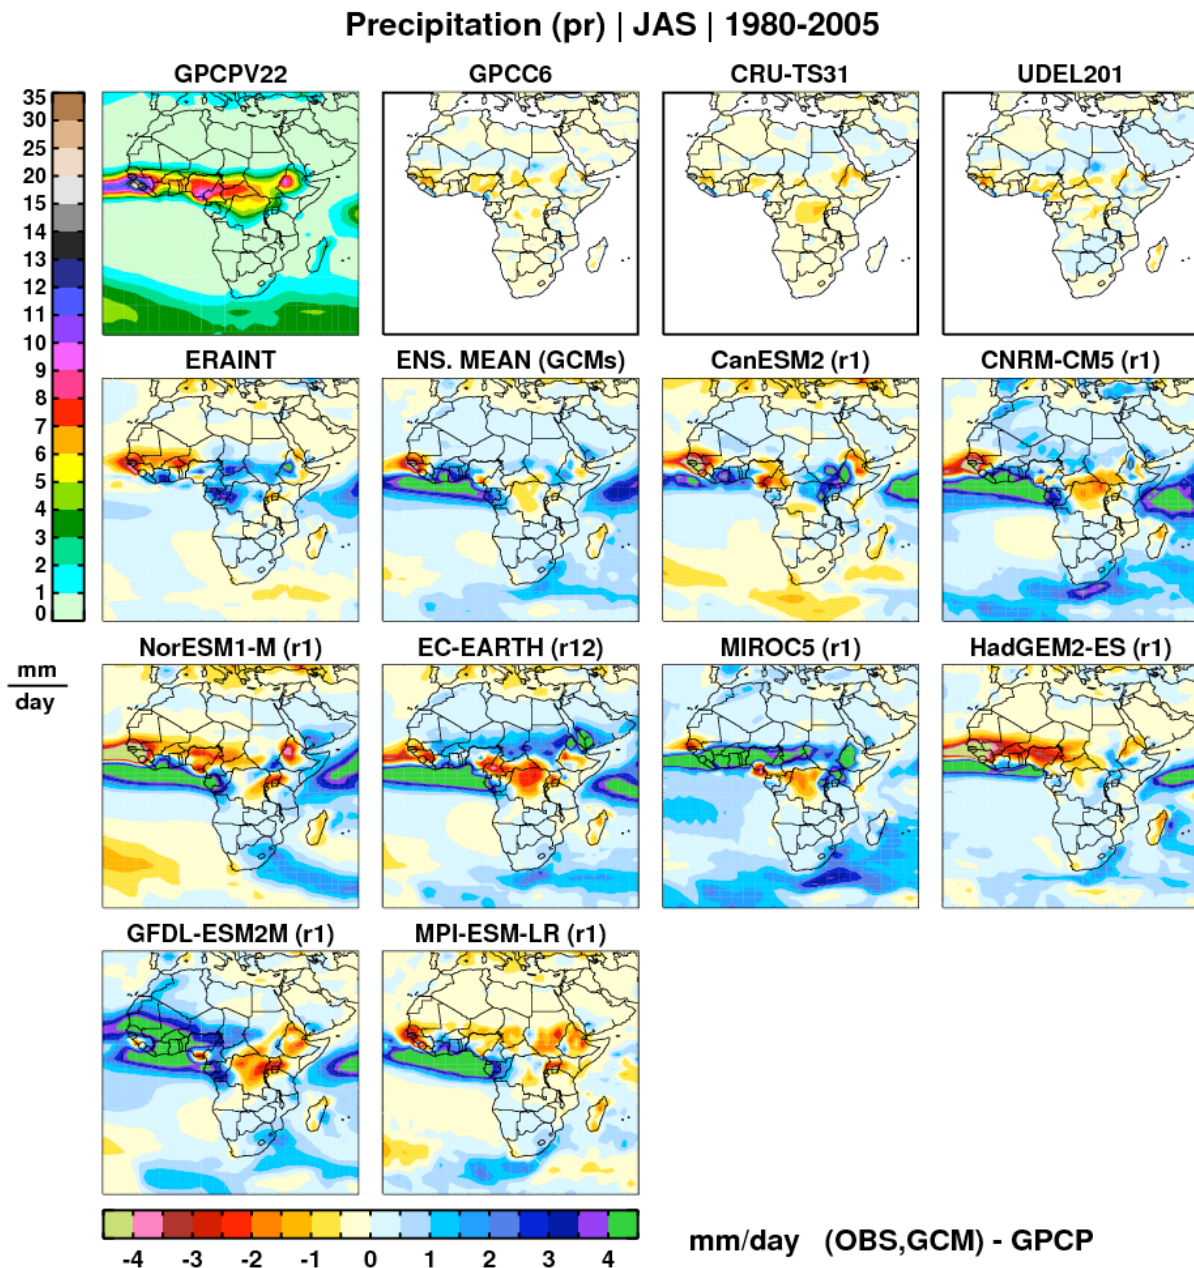 Precipitation (pr) | JAS | 1980-2005
GPCPV22 GPCC6 CRU-TS31 UDEL201
35
30
25
20
15
14
13
12
11
10
9
8
7
6
5
4
3
2
1
0
ERAINT ENS. MEAN (GCMs) CanESM2 (r1) CNRM-CM5 (r1)
mm
day
NorESM1-M (r1) EC-EARTH (r12) MIROC5 (r1) HadGEM2-ES (r1)
GFDL-ESM2M (r1) MPI-ESM-LR (r1)
-4 -3 -2 -1 0 1 2 3 4
mm/day (OBS,GCM) - GPCP